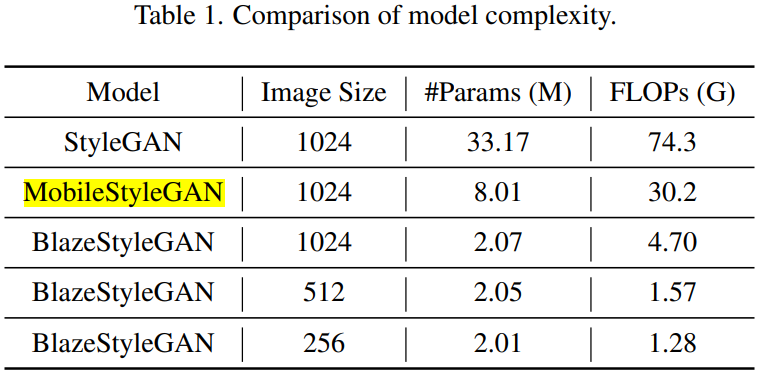 Table 1. Comparison of model complexity.
Model Image Size #Params (M) FLOPs (G)
StyleGAN 1024 33.17 74.3
MobileStyleGAN 1024 8.01 30.2
BlazeStyleGAN 1024 2.07 4.70
BlazeStyleGAN 512 2.05 1.57
BlazeStyleGAN 256 2.01 1.28